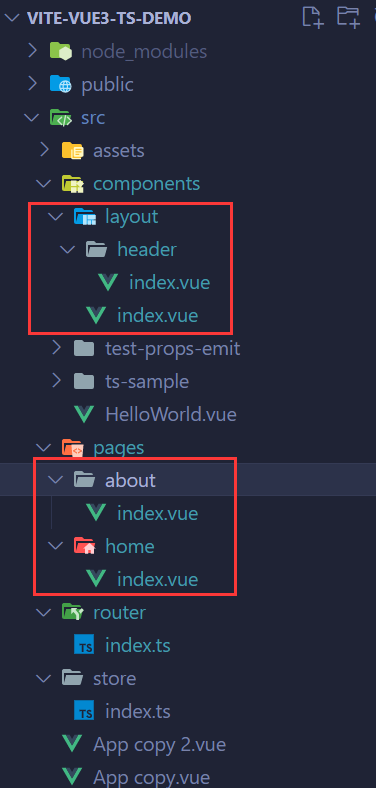 VITE-VUE3-TS-DEMO
node_modules
public
src
assets
components
layout
header
index.vue
index.vue
test-props-emit
ts-sample
HelloWorld.vue
pages
about
index.vue
home
index.vue
router
TS index.ts
store
TS index.ts
App copy 2.vue
App copy.vue